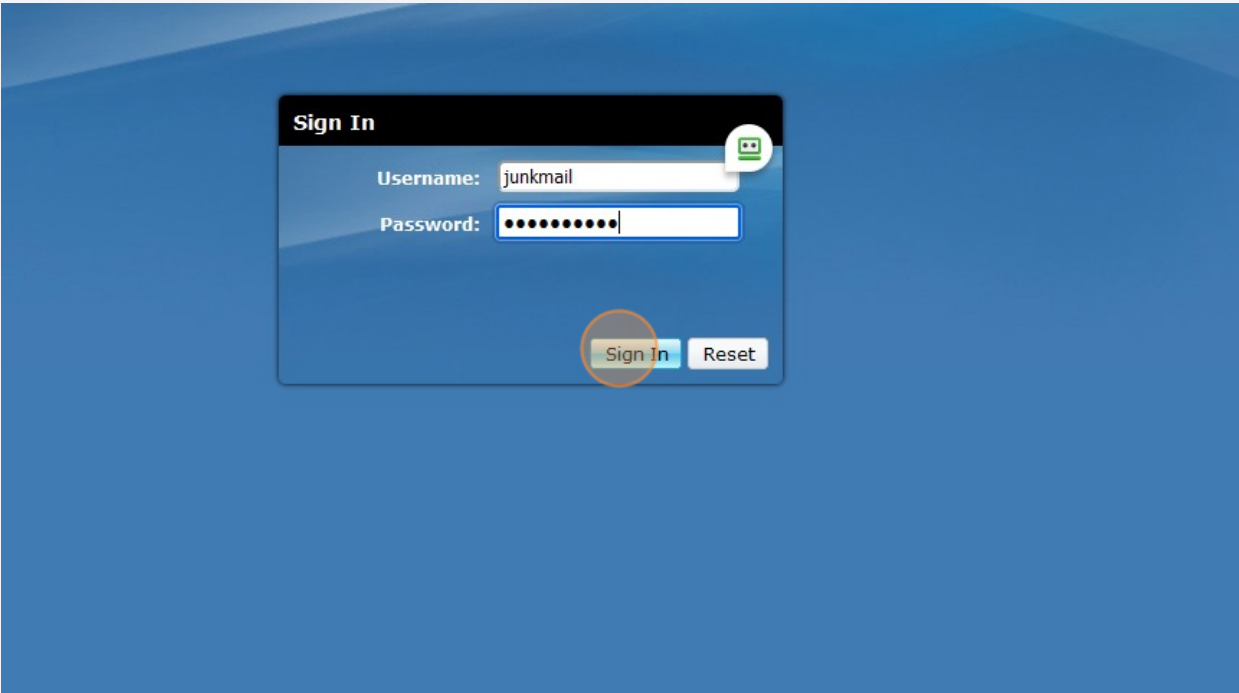 Sign In
Username: junkmail
Password: ••••••••••
Sign In Reset